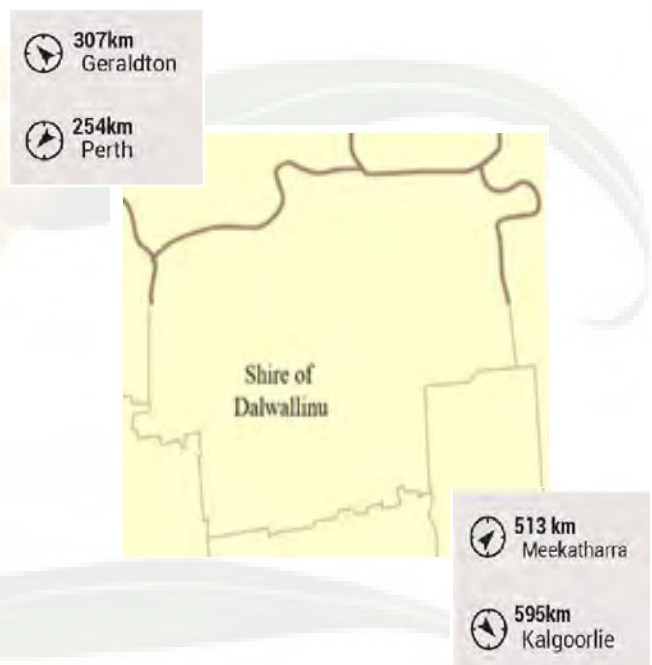 307km
Geraldton
254km
Perth
Shire of
Dalwallinu
513 km
Meekatharra
595km
Kalgoorlie